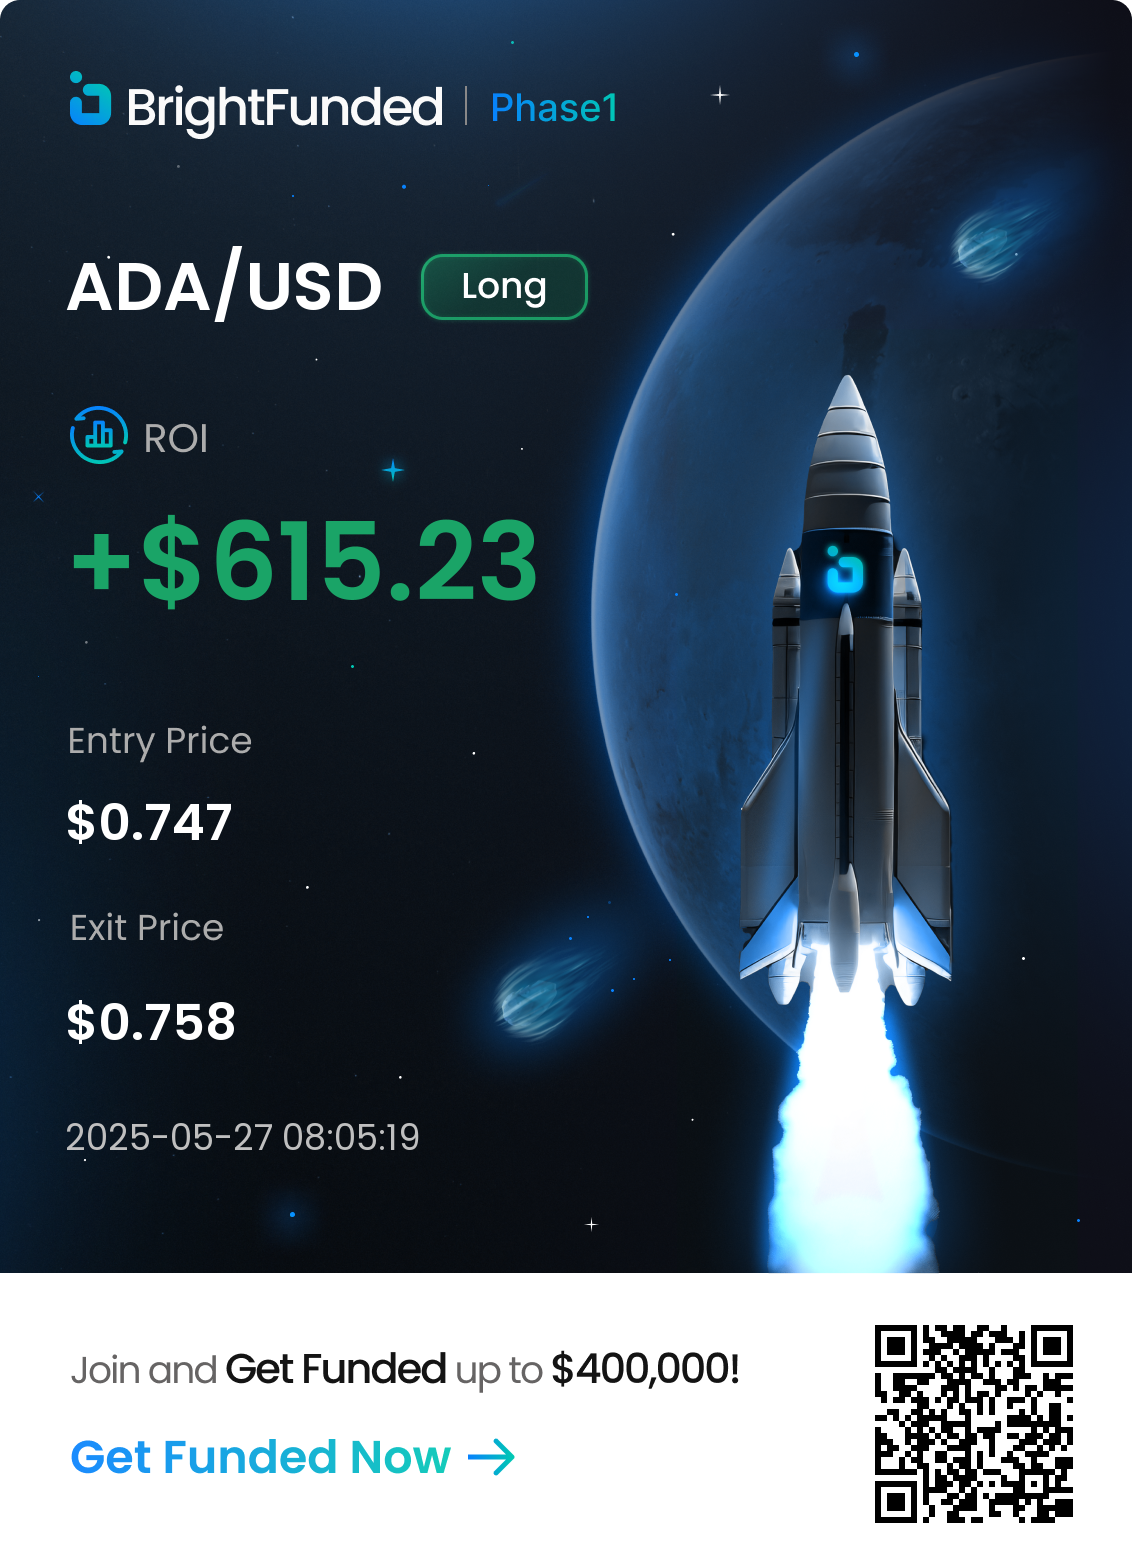 BrightFunded | Phase1
ADA/USD Long
ROI
+$615.23
Entry Price
$0.747
Exit Price
$0.758
2025-05-27 08:05:19
Join and Get Funded up to $400,000!
Get Funded Now →